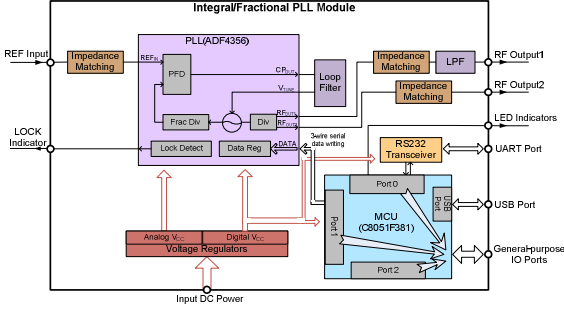 Integral/Fractional PLL Module
PLL(ADF4356)
REF Input
Impedance
Matching
REFIN
PFD
CPOUT
Loop
Filter
VTUNE
Impedance
Matching
LPF
RF Output1
RF Output2
Impedance
Matching
Frac Div
Div
RFOUTA
RFOUTB
LED Indicators
LOCK
Indicator
Lock Detect
Data Reg
DATA
3-wire serial
data writing
RS232
Transceiver
UART Port
Port 0
MCU
(C8051F381)
USB
Port
USB Port
Port 1
Port 2
General-purpose
IO Ports
Analog VCC
Digital VCC
Voltage Regulators
Input DC Power